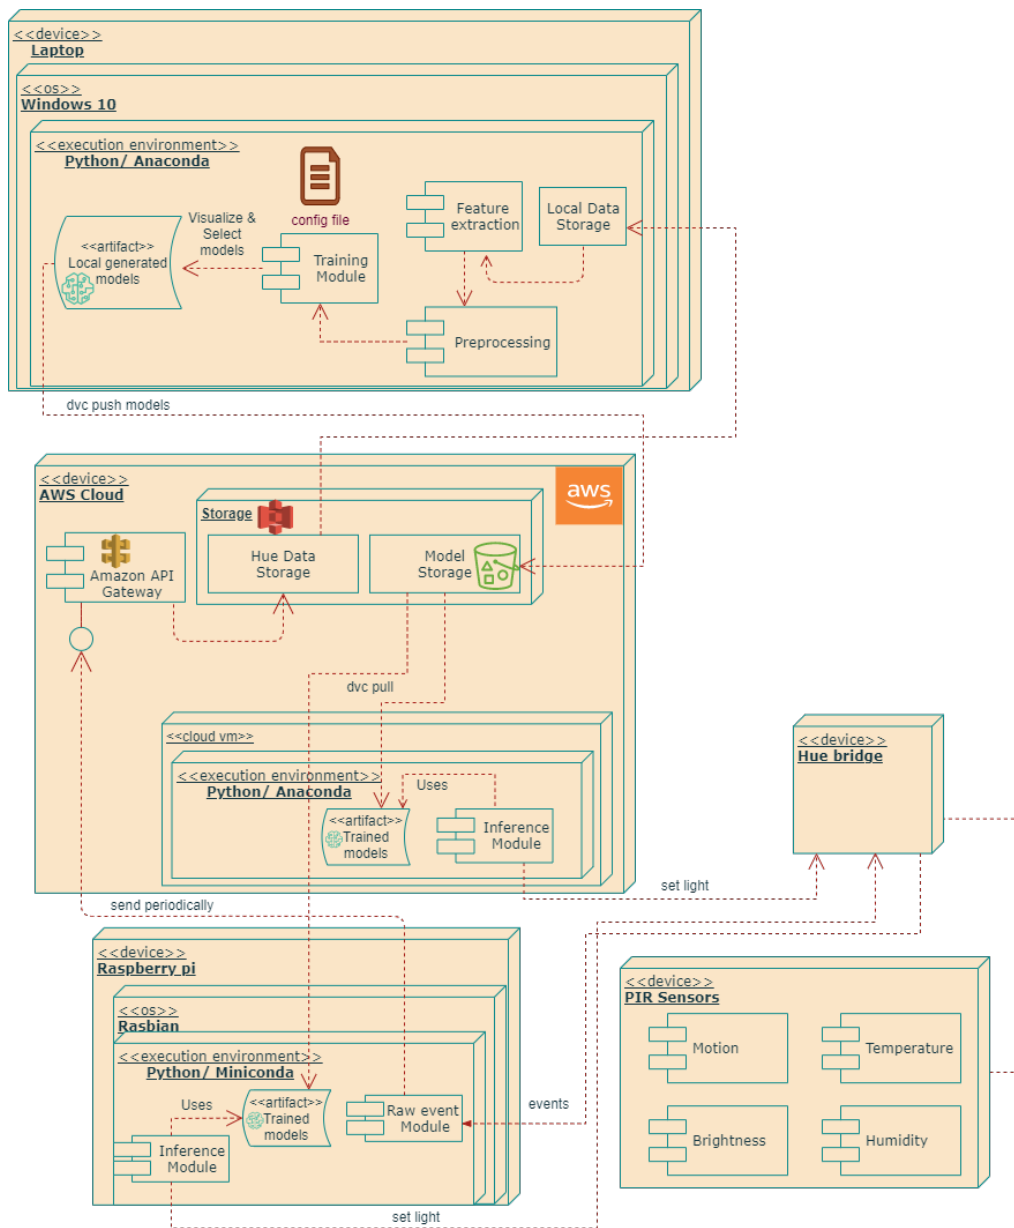 <<device>>
Laptop
<<os>>
Windows 10
<<execution environment>>
Python/ Anaconda
config file
Visualize &
Select
models
<<artifact>>
Local generated
models
Training
Module
Feature
extraction
Local Data
Storage
Preprocessing
dvc push models
<<device>>
AWS Cloud
aws
Storage
Hue Data
Storage
Model
Storage
Amazon API
Gateway
dvc pull
<<cloud vm>>
<<execution environment>>
Python/ Anaconda
Uses
<<artifact>>
Trained
models
Inference
Module
<<device>>
Hue bridge
set light
send periodically
<<device>>
Raspberry pi
<<os>>
Rasbian
<<execution environment>>
Python/ Miniconda
Uses
<<artifact>>
Trained
models
Raw event
Module
Inference
Module
events
set light
<<device>>
PIR Sensors
Motion
Temperature
Brightness
Humidity